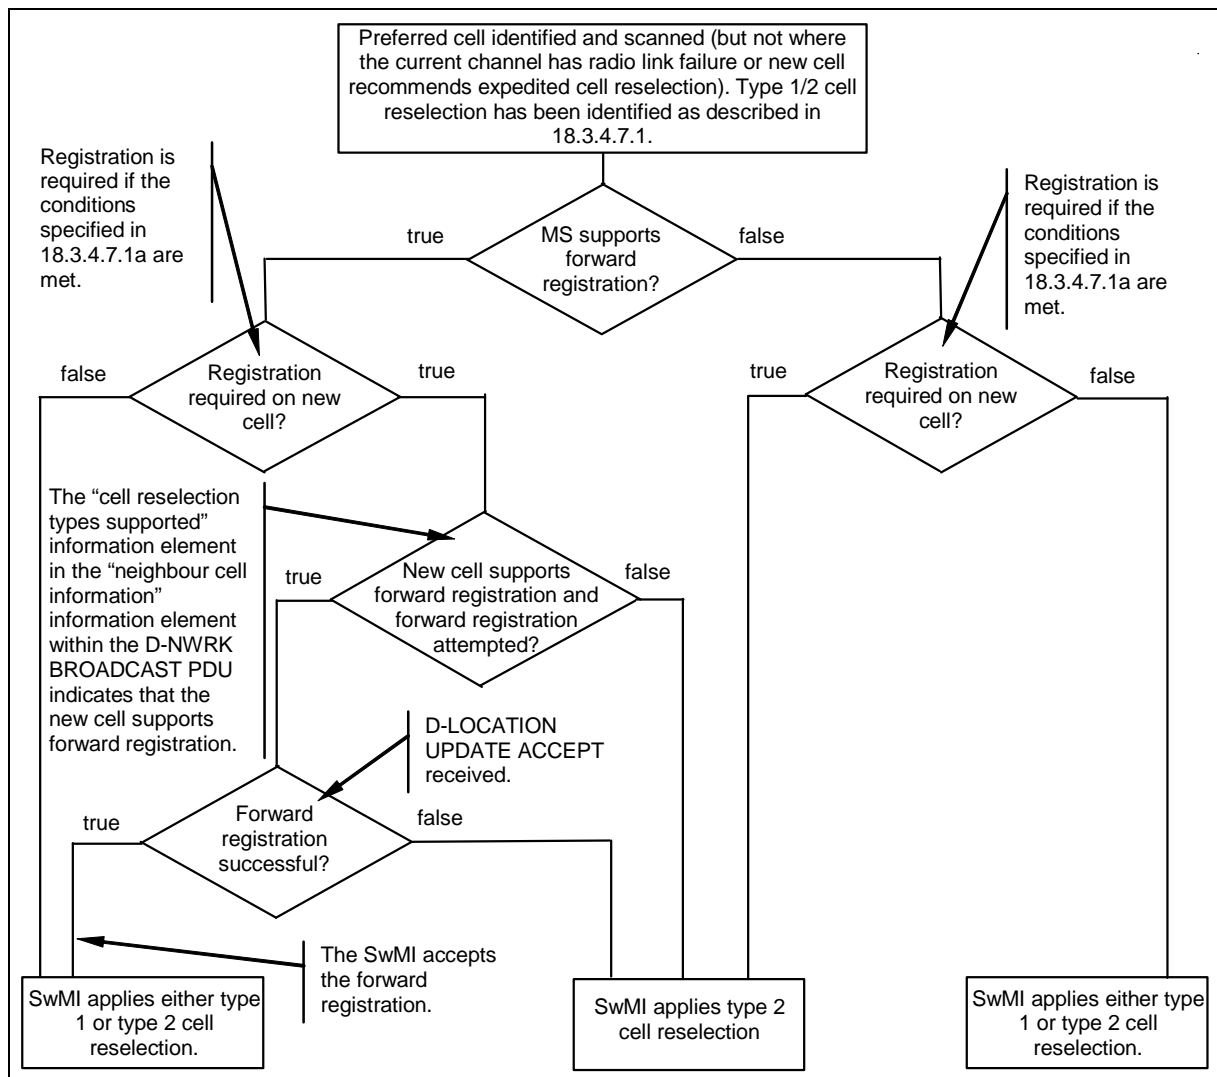 Preferred cell identified and scanned (but not where
the current channel has radio link failure or new cell
recommends expedited cell reselection). Type 1/2 cell
reselection has been identified as described in
18.3.4.7.1.
Registration is
required if the
conditions
specified in
18.3.4.7.1a are
met.
Registration is
required if the
conditions
specified in
18.3.4.7.1a are
met.
true
MS supports
forward
registration?
false
false
Registration
required on new
cell?
true
true
Registration
required on new
cell?
false
The “cell reselection
types supported”
information element
in the “neighbour cell
information”
information element
within the D-NWRK
BROADCAST PDU
indicates that the
new cell supports
forward registration.
true
New cell supports
forward registration and
forward registration
attempted?
false
D-LOCATION
UPDATE ACCEPT
received.
true
Forward
registration
successful?
false
The SwMI accepts
the forward
registration.
SwMI applies either type
1 or type 2 cell
reselection.
SwMI applies type 2
cell reselection
SwMI applies either type
1 or type 2 cell
reselection.